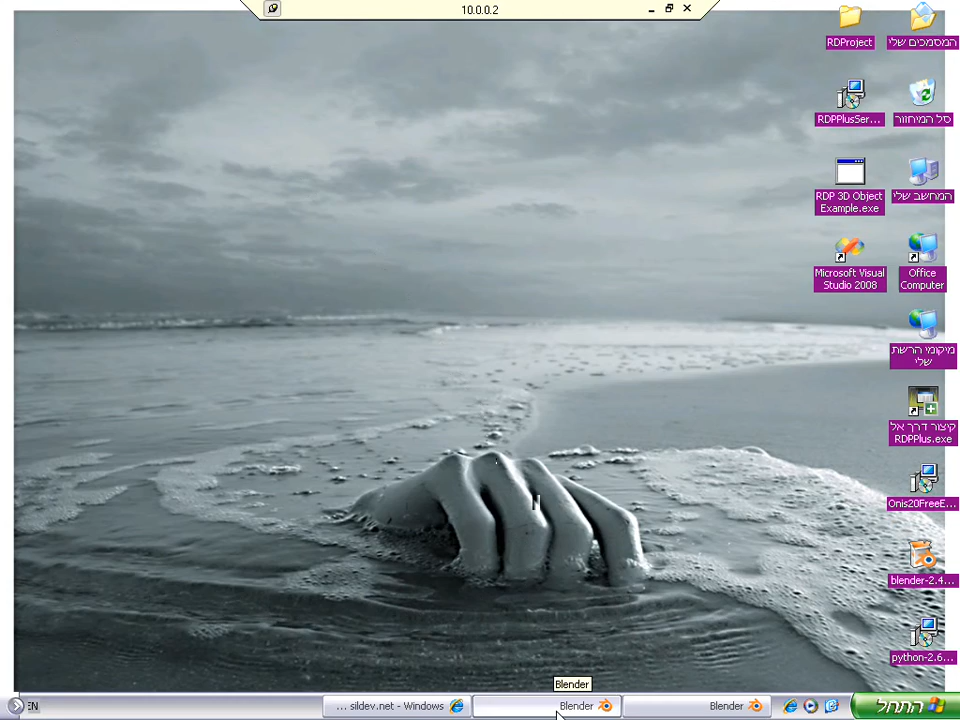 10.0.0.2
המסמכים שלי
RDProject
סל המיחזור
RDPPlusSer...
המחשב שלי
RDP 3D Object
Example.exe
Office
Computer
Microsoft Visual
Studio 2008
מיקומי הרשת
שלי
קיצור דרך אל
RDPPlus.exe
Onis20FreeE...
blender-2.4...
python-2.6...
Blender
התחל
Blender
Blender
... sildev.net - Windows
EN